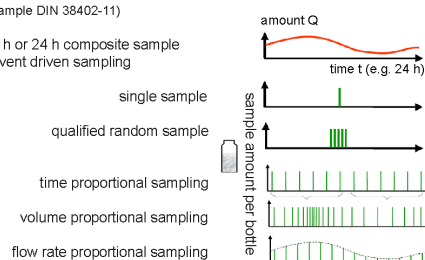 ample DIN 38402-11)
amount Q
h or 24 h composite sample
vent driven sampling
time t (e.g. 24 h)
single sample
qualified random sample
sample amount per bottle
time proportional sampling
volume proportional sampling
flow rate proportional sampling